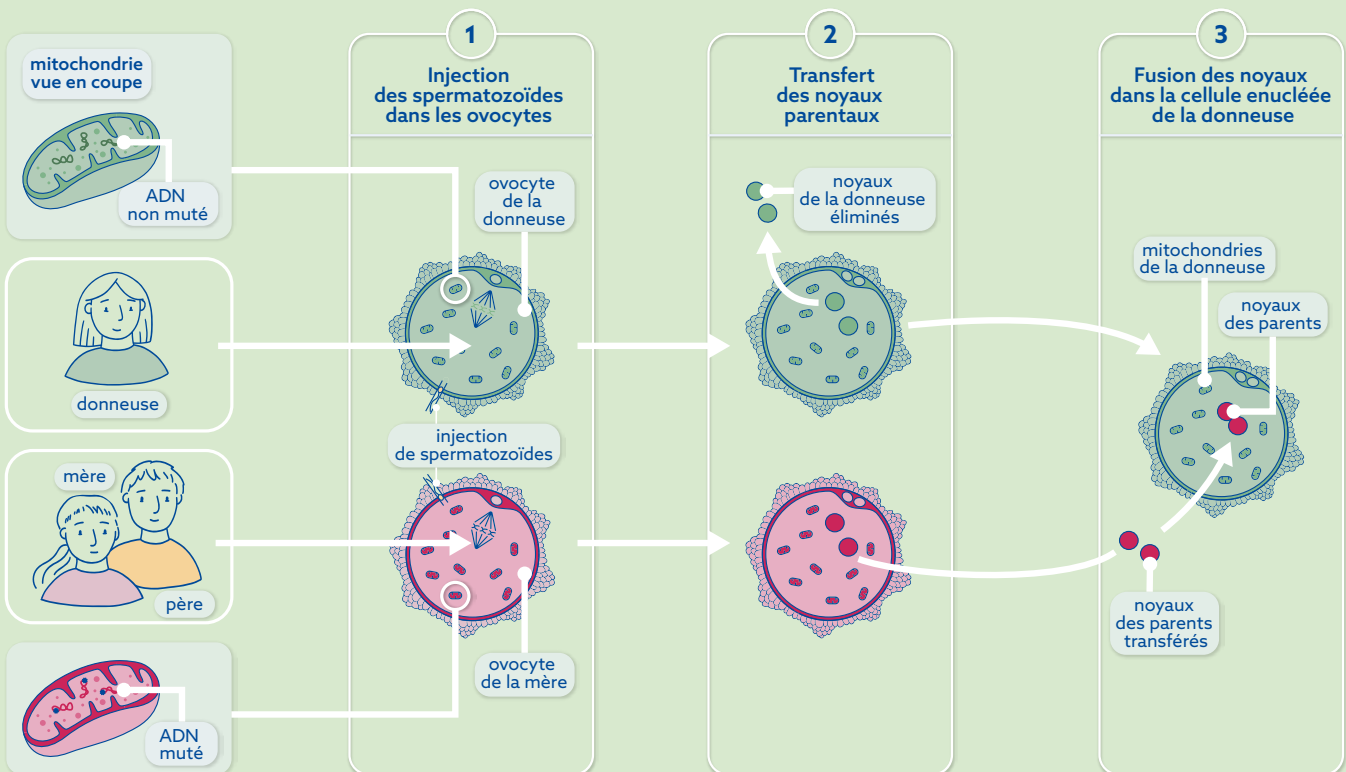 mitochondrie
vue en coupe
ADN
non muté
donneuse
mère
père
ADN
muté
1
Injection
des spermatozoïdes
dans les ovocytes
ovocyte
de la
donneuse
injection
de spermatozoïdes
ovocyte
de la mère
2
Transfert
des noyaux
parentaux
noyaux
de la donneuse
éliminés
3
Fusion des noyaux
dans la cellule enucléée
de la donneuse
mitochondries
de la donneuse
noyaux
des parents
noyaux
des parents
transférés